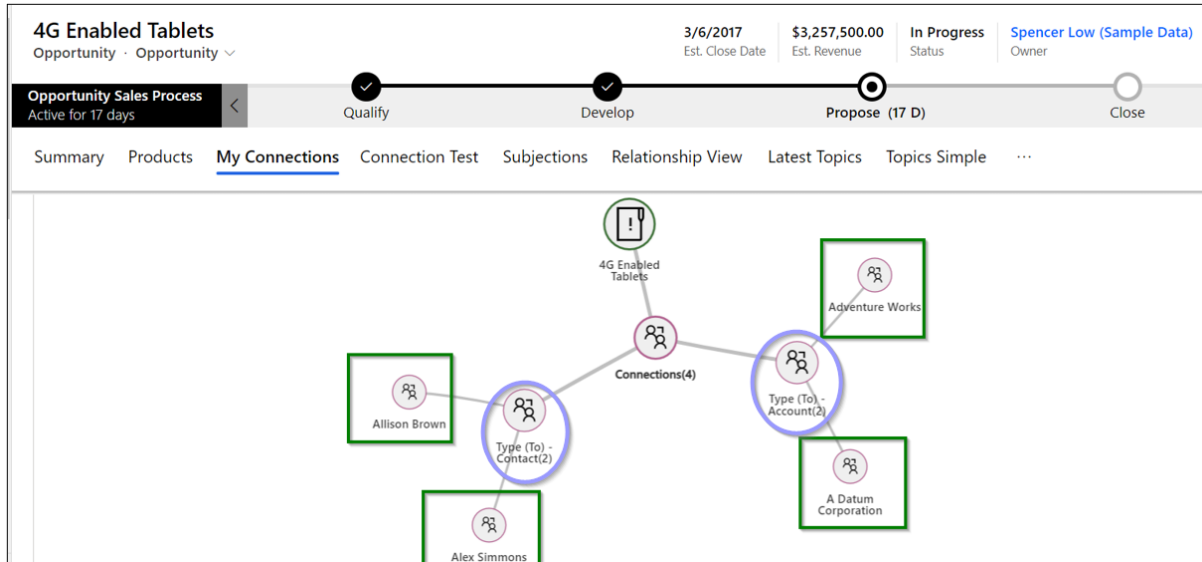 4G Enabled Tablets
Opportunity · Opportunity
3/6/2017
Est. Close Date
$3,257,500.00
Est. Revenue
In Progress
Status
Spencer Low (Sample Data)
Owner
Opportunity Sales Process
Active for 17 days
Qualify
Develop
Propose (17 D)
Close
Summary Products My Connections Connection Test Subjections Relationship View Latest Topics Topics Simple ...
4G Enabled
Tablets
Adventure Works
Connections(4)
Type (To) -
Account(2)
Allison Brown
Type (To) -
Contact(2)
A Datum
Corporation
Alex Simmons